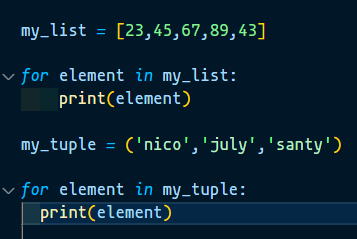 my_list = [23,45,67,89,43]
for element in my_list:
    print(element)
my_tuple = ('nico','july','santy')
for element in my_tuple:
  print(element)